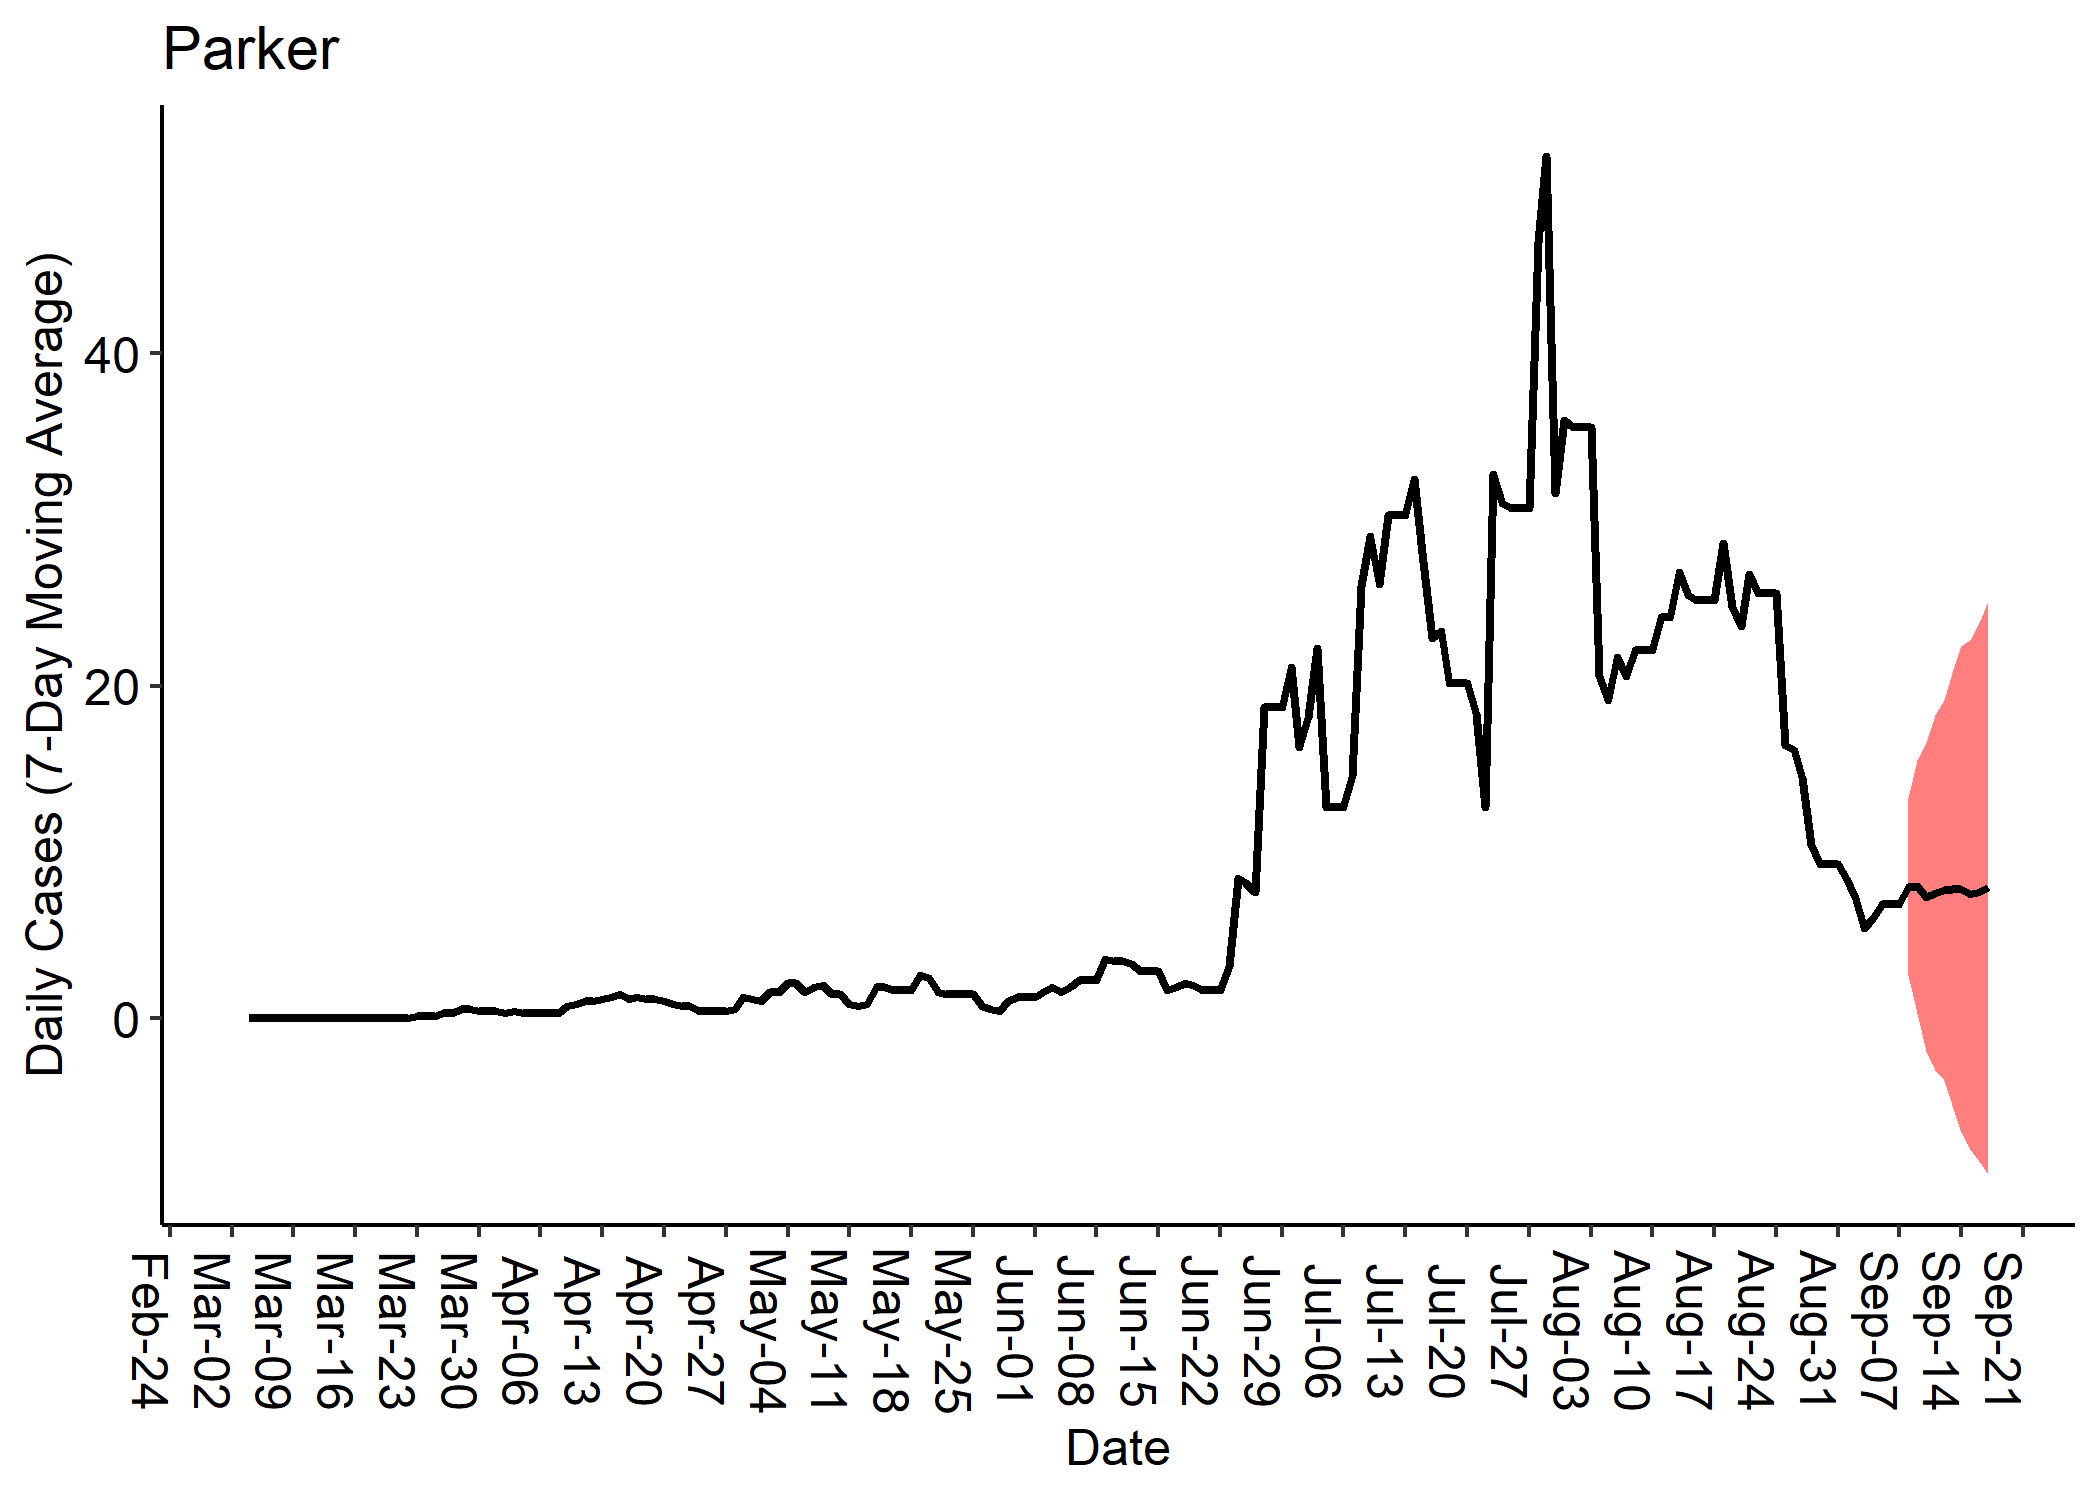 Parker
Daily Cases (7-Day Moving Average)
40
20
0
Feb-24
Mar-02
Mar-09
Mar-16
Mar-23
Mar-30
Apr-06
Apr-13
Apr-20
Apr-27
May-04
May-11
May-18
May-25
Jun-01
Jun-08
Jun-15
Jun-22
Jun-29
Jul-06
Jul-13
Jul-20
Jul-27
Aug-03
Aug-10
Aug-17
Aug-24
Aug-31
Sep-07
Sep-14
Sep-21
Date